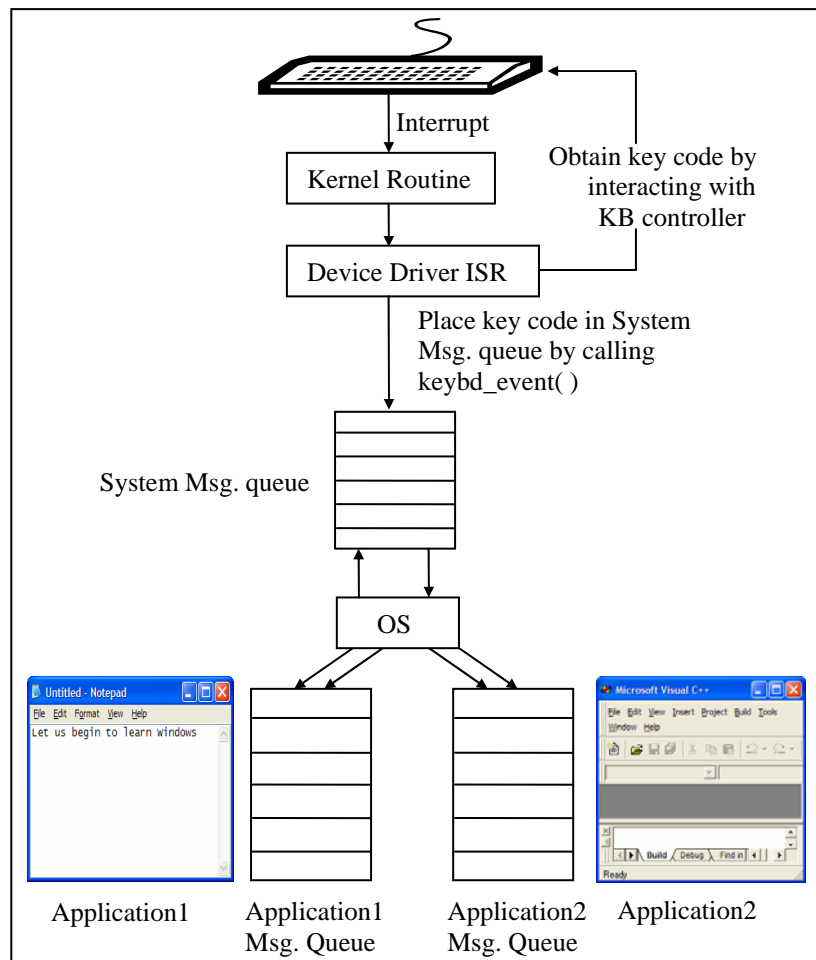 Interrupt
Kernel Routine
Obtain key code by
interacting with
KB controller
Device Driver ISR
Place key code in System
Msg. queue by calling
keybd_event( )
System Msg. queue
OS
Untitled - Notepad
File Edit Format View Help
Let us begin to learn Windows
Microsoft Visual C++
File Edit View Insert Project Build Tools
Window Help
Build Debug Find in
Ready
Application1
Application1
Msg. Queue
Application2
Msg. Queue
Application2